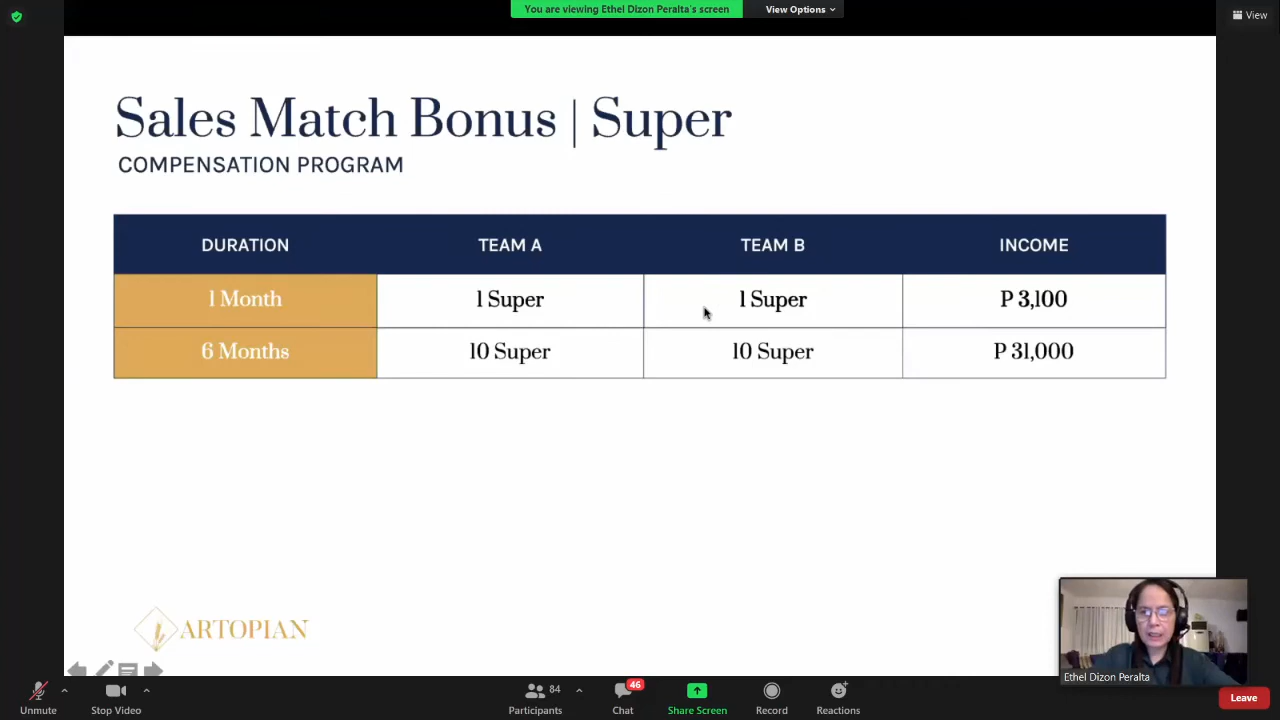 You are viewing Ethel Dizon Peralta's screen
View Options
View
Sales Match Bonus | Super
COMPENSATION PROGRAM
DURATION TEAM A TEAM B INCOME
1 Month 1 Super 1 Super P 3,100
6 Months 10 Super 10 Super P 31,000
ARTOPIAN
Ethel Dizon Peralta
84
46
Unmute Stop Video Participants Chat Share Screen Record Reactions Leave